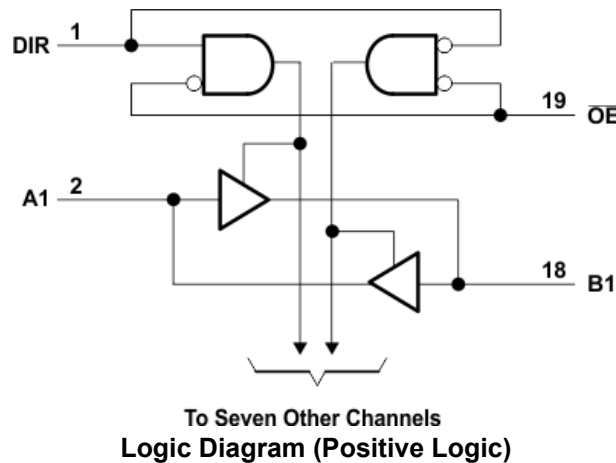 DIR 1
19 OE
A1 2
18 B1
To Seven Other Channels
Logic Diagram (Positive Logic)